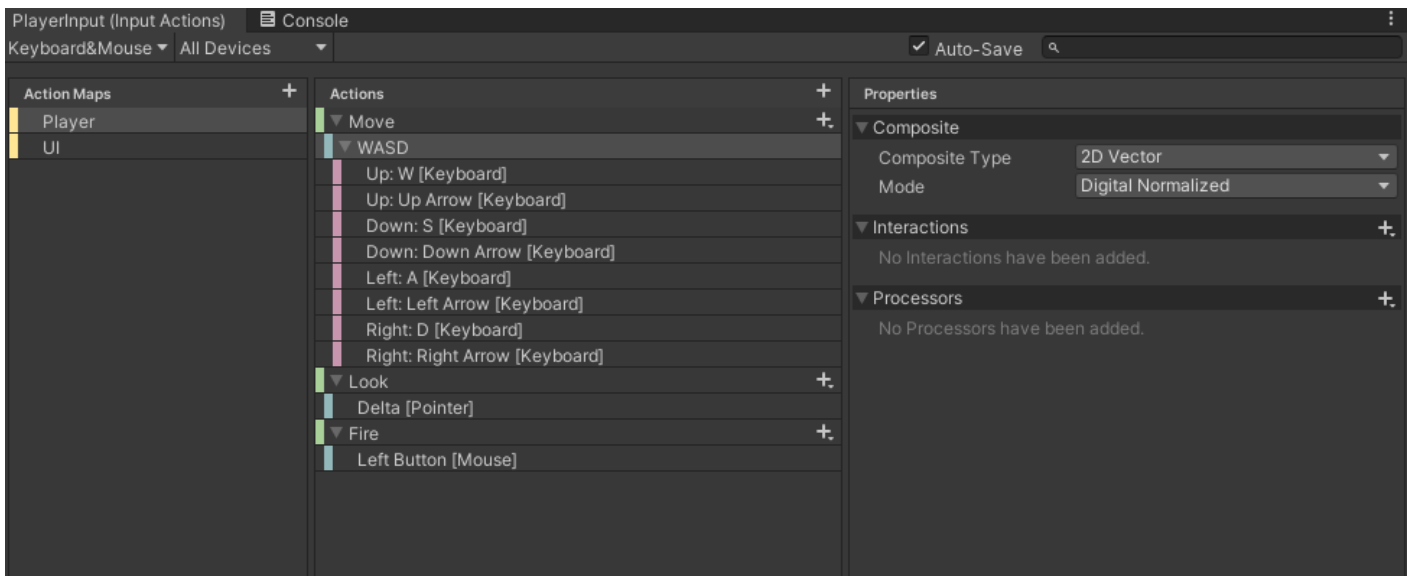 PlayerInput (Input Actions) Console
Keyboard&Mouse All Devices Auto-Save
Action Maps
Player
UI
Actions
Move
WASD
Up: W [Keyboard]
Up: Up Arrow [Keyboard]
Down: S [Keyboard]
Down: Down Arrow [Keyboard]
Left: A [Keyboard]
Left: Left Arrow [Keyboard]
Right: D [Keyboard]
Right: Right Arrow [Keyboard]
Look
Delta [Pointer]
Fire
Left Button [Mouse]
Properties
Composite
Composite Type 2D Vector
Mode Digital Normalized
Interactions
No Interactions have been added.
Processors
No Processors have been added.